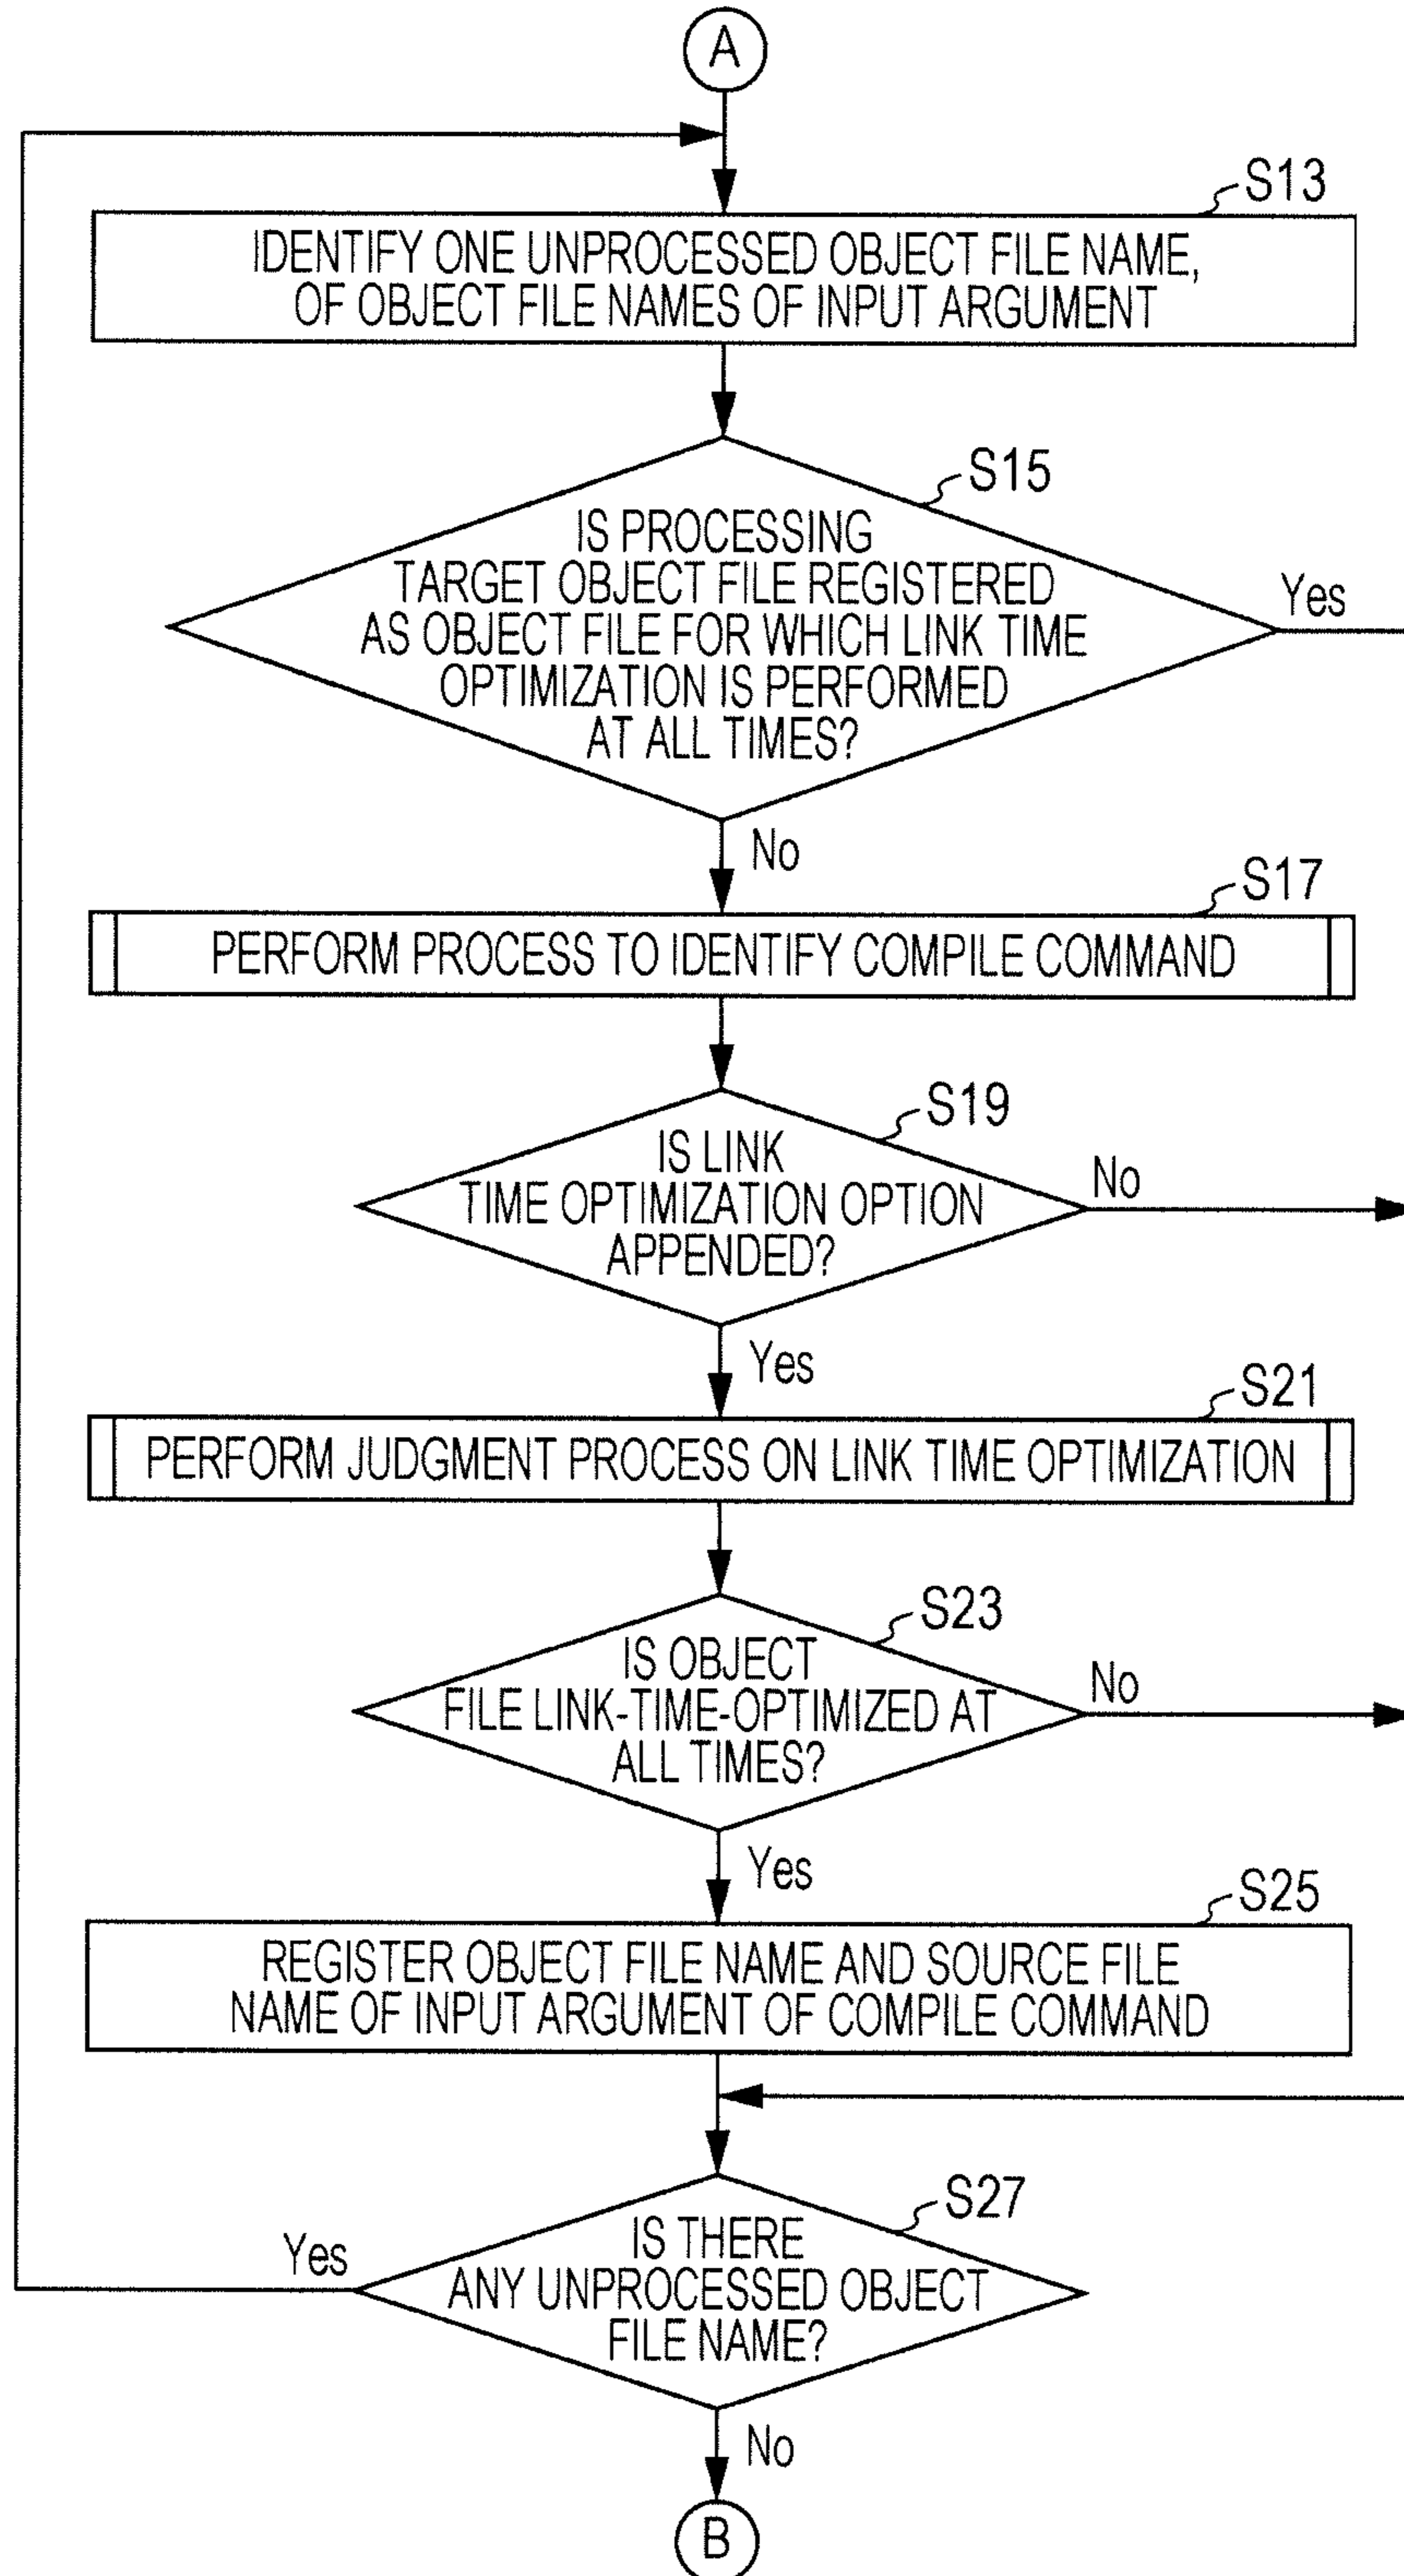 A
S13
IDENTIFY ONE UNPROCESSED OBJECT FILE NAME,
OF OBJECT FILE NAMES OF INPUT ARGUMENT
S15
IS PROCESSING
TARGET OBJECT FILE REGISTERED
AS OBJECT FILE FOR WHICH LINK TIME
OPTIMIZATION IS PERFORMED
AT ALL TIMES?
Yes
No
S17
PERFORM PROCESS TO IDENTIFY COMPILE COMMAND
S19
IS LINK
TIME OPTIMIZATION OPTION
APPENDED?
No
Yes
S21
PERFORM JUDGMENT PROCESS ON LINK TIME OPTIMIZATION
S23
IS OBJECT
FILE LINK-TIME-OPTIMIZED AT
ALL TIMES?
No
Yes
S25
REGISTER OBJECT FILE NAME AND SOURCE FILE
NAME OF INPUT ARGUMENT OF COMPILE COMMAND
S27
IS THERE
ANY UNPROCESSED OBJECT
FILE NAME?
Yes
No
B